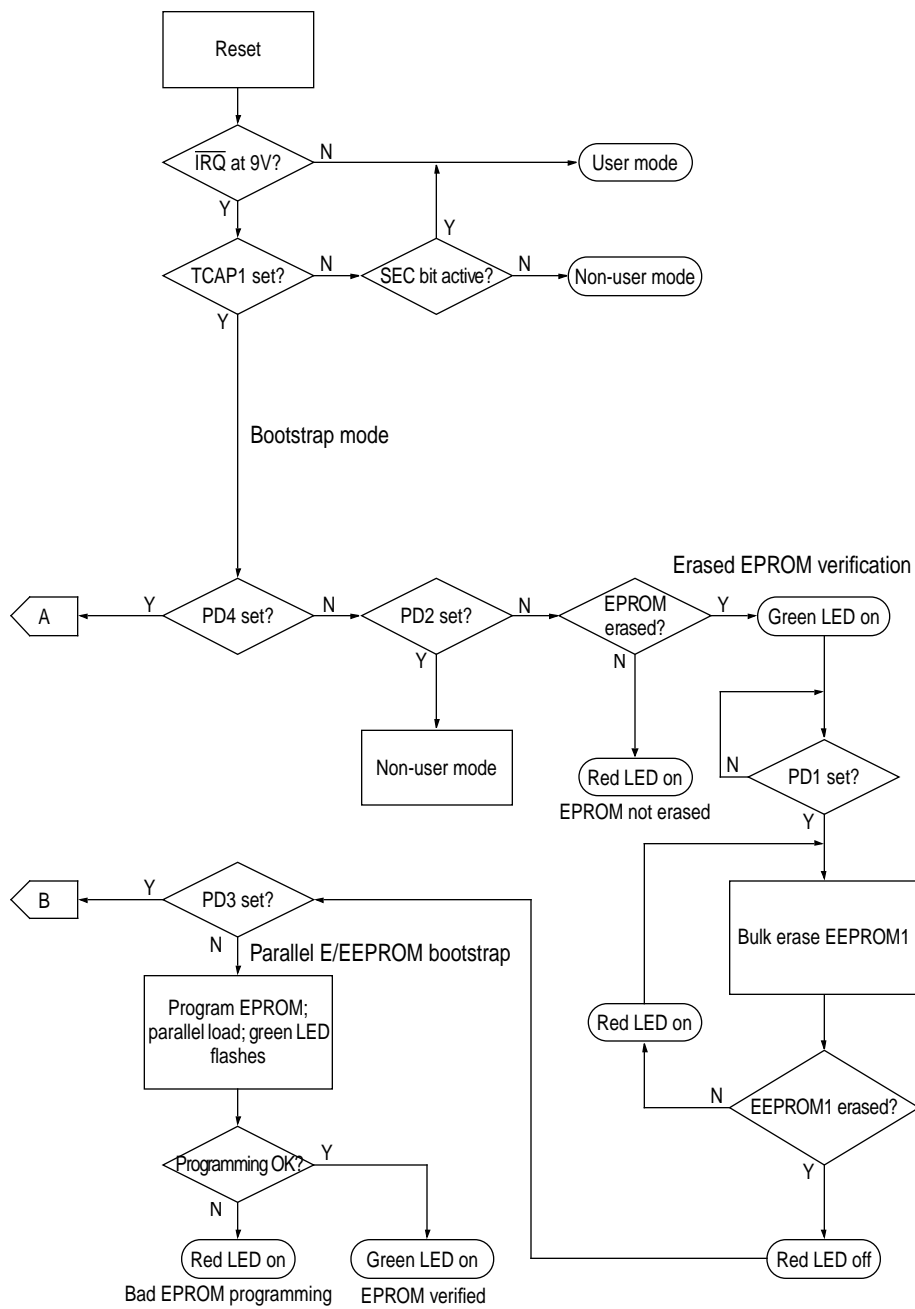 Reset
IRQ at 9V?
N
User mode
Y
Y
TCAP1 set?
N
SEC bit active?
N
Non-user mode
Y
Bootstrap mode
Erased EPROM verification
A
Y
PD4 set?
N
PD2 set?
N
EPROM
erased?
Y
Green LED on
Y
N
Non-user mode
Red LED on
EPROM not erased
N
PD1 set?
Y
B
Y
PD3 set?
N
Parallel E/EEPROM bootstrap
Bulk erase EEPROM1
Program EPROM;
parallel load; green LED
flashes
Red LED on
N
EEPROM1 erased?
Y
Programming OK?
Y
N
Red LED on
Bad EPROM programming
Green LED on
EPROM verified
Red LED off